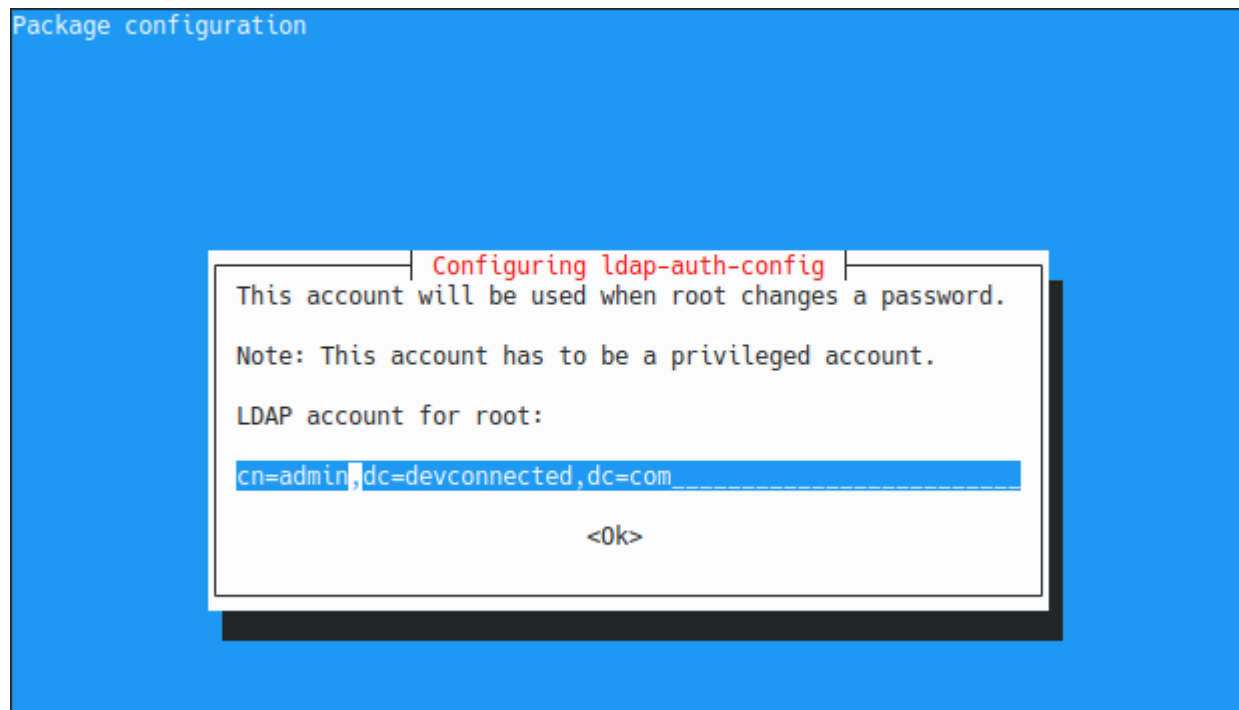 Package configuration
Configuring ldap-auth-config
This account will be used when root changes a password.
Note: This account has to be a privileged account.
LDAP account for root:
cn=admin,dc=devconnected,dc=com_________________________
<Ok>